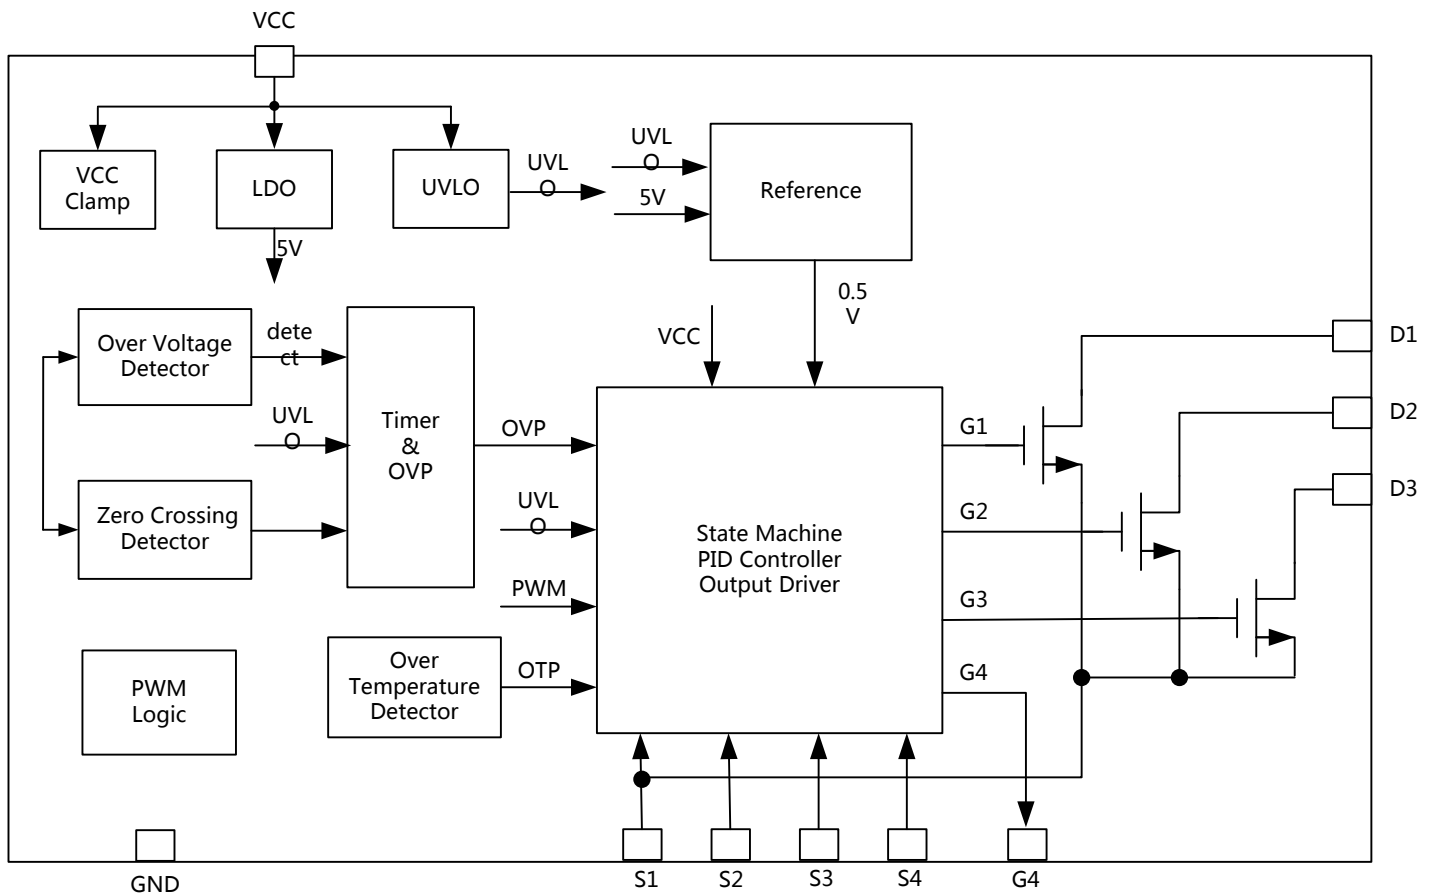 VCC
VCC
Clamp
LDO
UVLO
5V
UVL
O
UVL
O
5V
Reference
0.5
V
VCC
Over Voltage
Detector
dete
ct
UVL
O
Zero Crossing
Detector
Timer
&
OVP
OVP
UVL
O
PWM
OTP
Over
Temperature
Detector
PWM
Logic
State Machine
PID Controller
Output Driver
G1
G2
G3
G4
D1
D2
D3
GND
S1
S2
S3
S4
G4